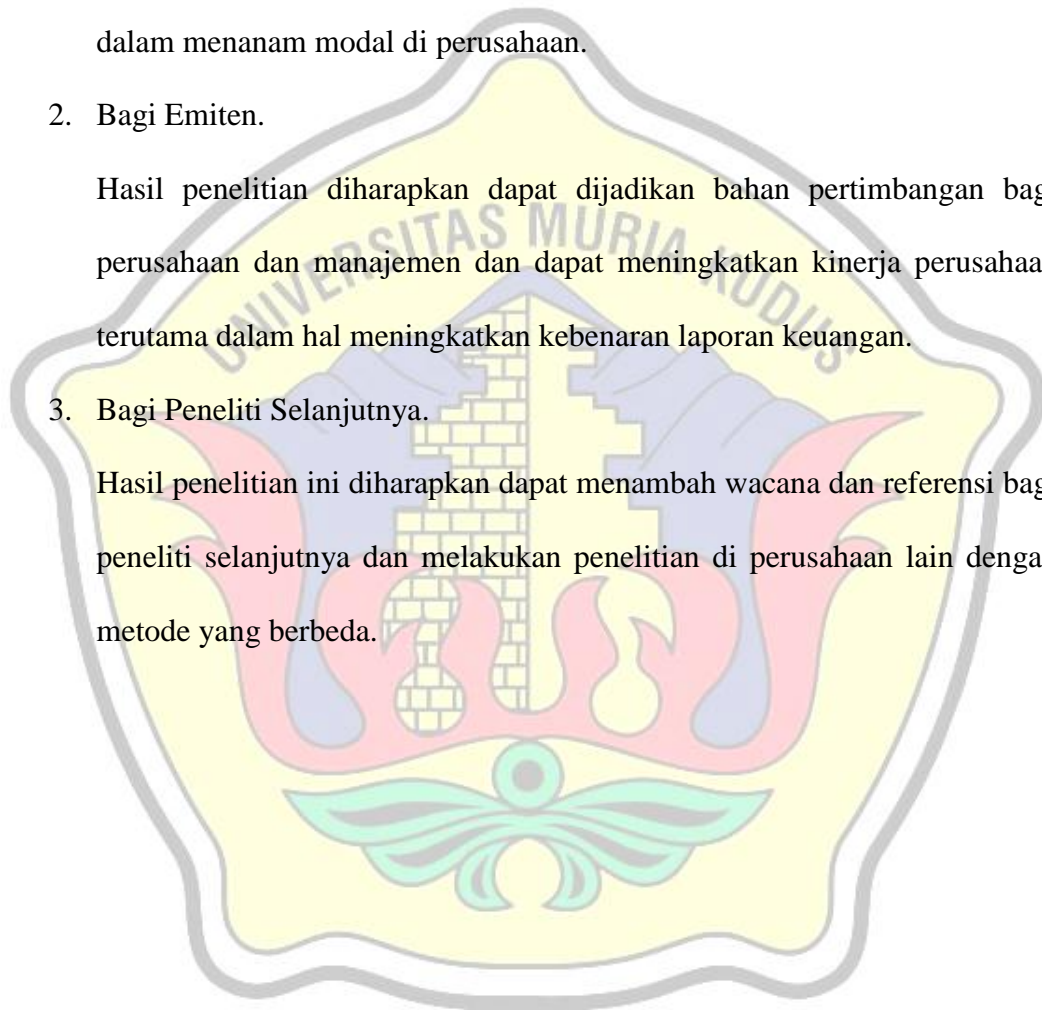 dalam menanam modal di perusahaan.
2. Bagi Emiten.
Hasil penelitian diharapkan dapat dijadikan bahan pertimbangan bag
perusahaan dan manajemen dan dapat meningkatkan kinerja perusahaa
terutama dalam hal meningkatkan kebenaran laporan keuangan.
3. Bagi Peneliti Selanjutnya.
Hasil penelitian ini diharapkan dapat menambah wacana dan referensi bag
peneliti selanjutnya dan melakukan penelitian di perusahaan lain denga
metode yang berbeda.
UNIVERSITAS MURIA KUDUS